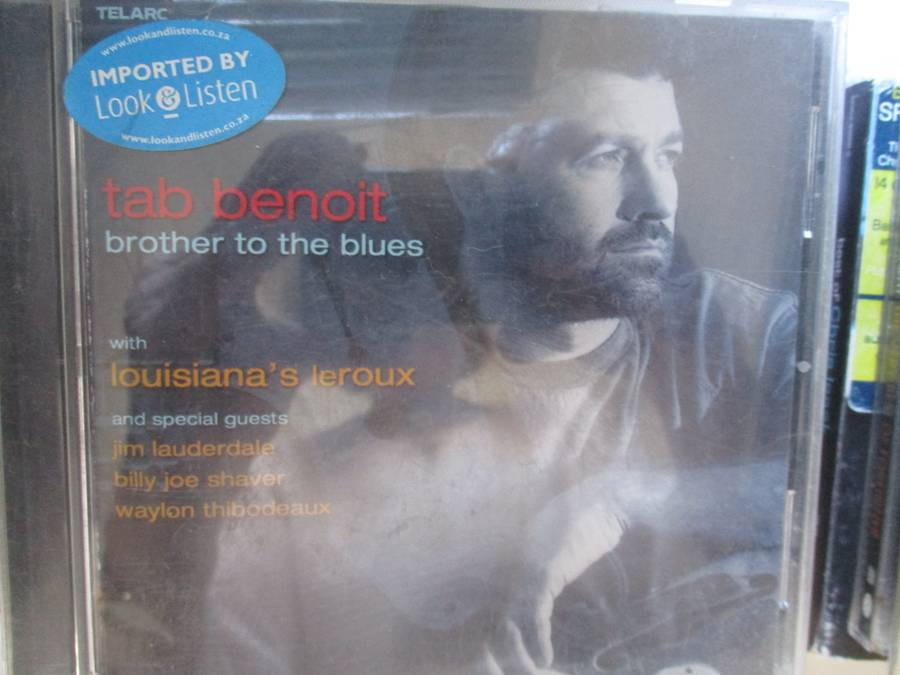 TELARC
www.lookandlisten.co.za
IMPORTED BY
Look & Listen
www.lookandlisten.co.za
tab benoit
brother to the blues
with
louisiana's leroux
and special guests
jim lauderdale
billy joe shaver
waylon thibodeaux
14